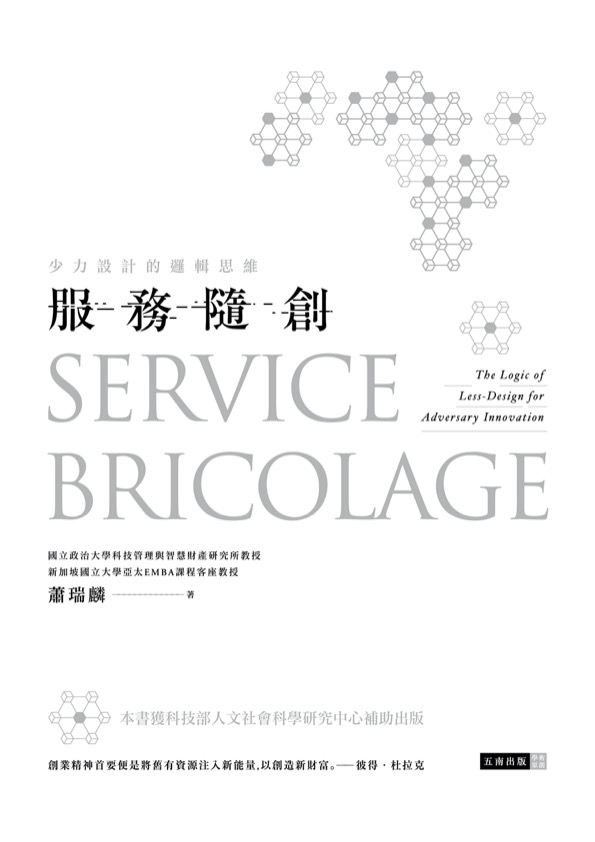 少力設計的邏輯思維
服務隨創
SERVICE
BRICOLAGE
The Logic of
Less-Design for
Adversary Innovation
國立政治大學科技管理與智慧財產研究所教授
新加坡國立大學亞太EMBA課程客座教授
蕭瑞麟 著
本書獲科技部人文社會科學研究中心補助出版
創業精神首要便是將舊有資源注入新能量,以創造新財富。——彼得·杜拉克
五南出版